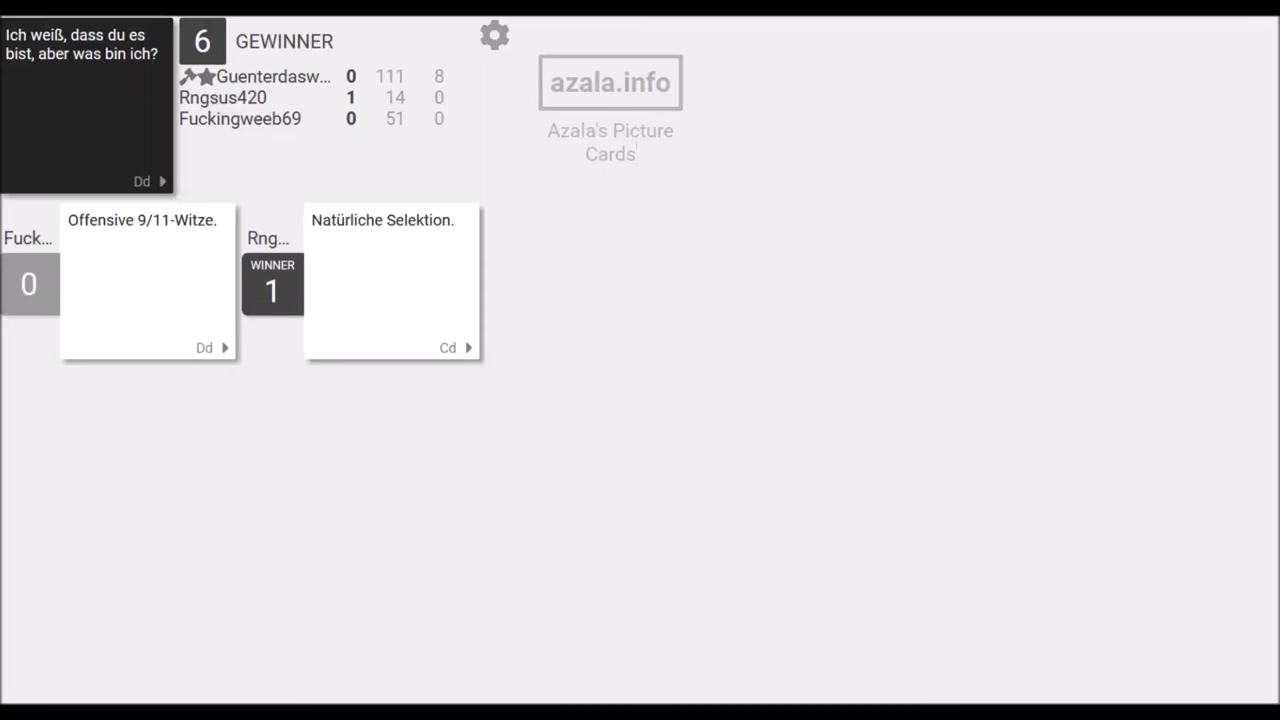 Ich weiß, dass du es
bist, aber was bin ich?
Dd
6 GEWINNER
Guenterdasw... 0 111 8
Rngsus420 1 14 0
Fuckingweeb69 0 51 0
azala.info
Azala's Picture
Cards
Fuck...
0
Offensive 9/11-Witze.
Dd
Rng...
WINNER
1
Natürliche Selektion.
Cd